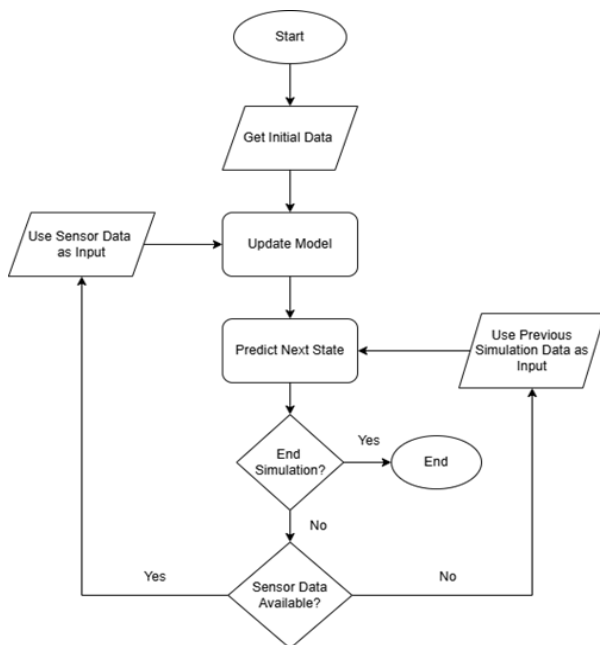 Start
Get Initial Data
Use Sensor Data
as Input
Update Model
Predict Next State
Use Previous
Simulation Data as
Input
End
Simulation?
Yes
End
No
Yes
Sensor Data
Available?
No